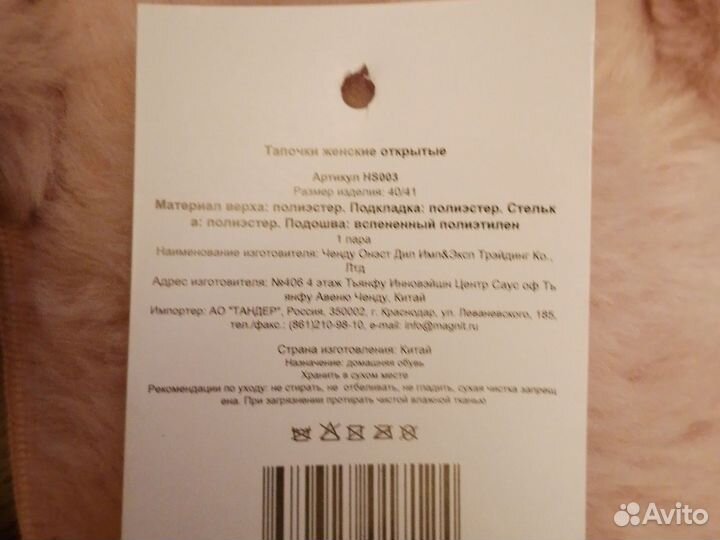 Тапочки женские открытые
Артикул HS003
Размер изделия: 40/41
Материал верха: полиэстер. Подкладка: полиэстер. Стельк
а: полиэстер. Подошва: вспененный полиэтилен
1 пара
Наименование изготовителя: Ченду Онэст Дил Имп&Эксп Трэйдинг Ко.,
Лтд
Адрес изготовителя: №406 4 этаж Тьянфу Инновэйшн Центр Саус оф Ть
янфу Авеню Ченду, Китай
Импортер: АО "ТАНДЕР", Россия, 350002, г. Краснодар, ул. Леваневского, 185,
тел./факс.: (861)210-98-10, e-mail: info@magnit.ru
Страна изготовления: Китай
Назначение: домашняя обувь
Хранить в сухом месте
Рекомендации по уходу: не стирать, не отбеливать, не гладить, сухая чистка запрещ
ена. При загрязнении протирать чистой влажной тканью
Avito